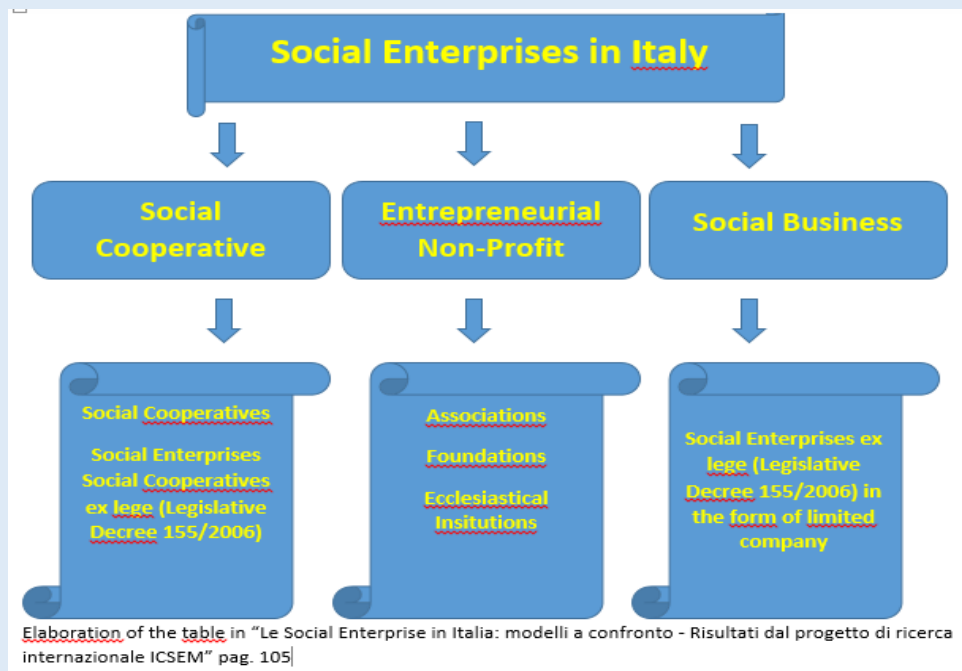 Social Enterprises in Italy
Social
Cooperative
Entrepreneurial
Non-Profit
Social Business
Social Cooperatives
Social Enterprises
Social Cooperatives
ex lege (Legislative
Decree 155/2006)
Associations
Foundations
Ecclesiastical
Insitutions
Social Enterprises ex
lege (Legislative
Decree 155/2006) in
the form of limited
company
Elaboration of the table in “Le Social Enterprise in Italia: modelli a confronto - Risultati dal progetto di ricerca
internazionale ICSEM” pag. 105